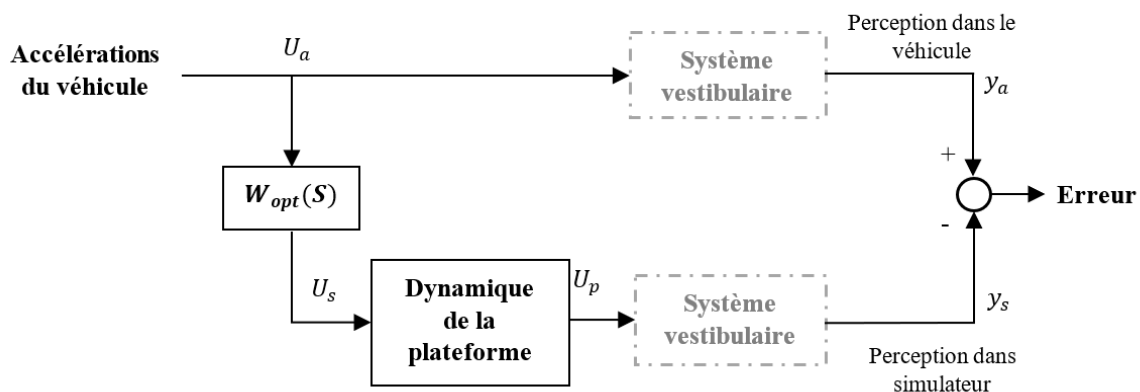 Accélérations
du véhicule
U_a
Système
vestibulaire
Perception dans le
véhicule
y_a
W_opt(S)
+
-
Erreur
U_s
Dynamique
de la
plateforme
U_p
Système
vestibulaire
y_s
Perception dans
simulateur